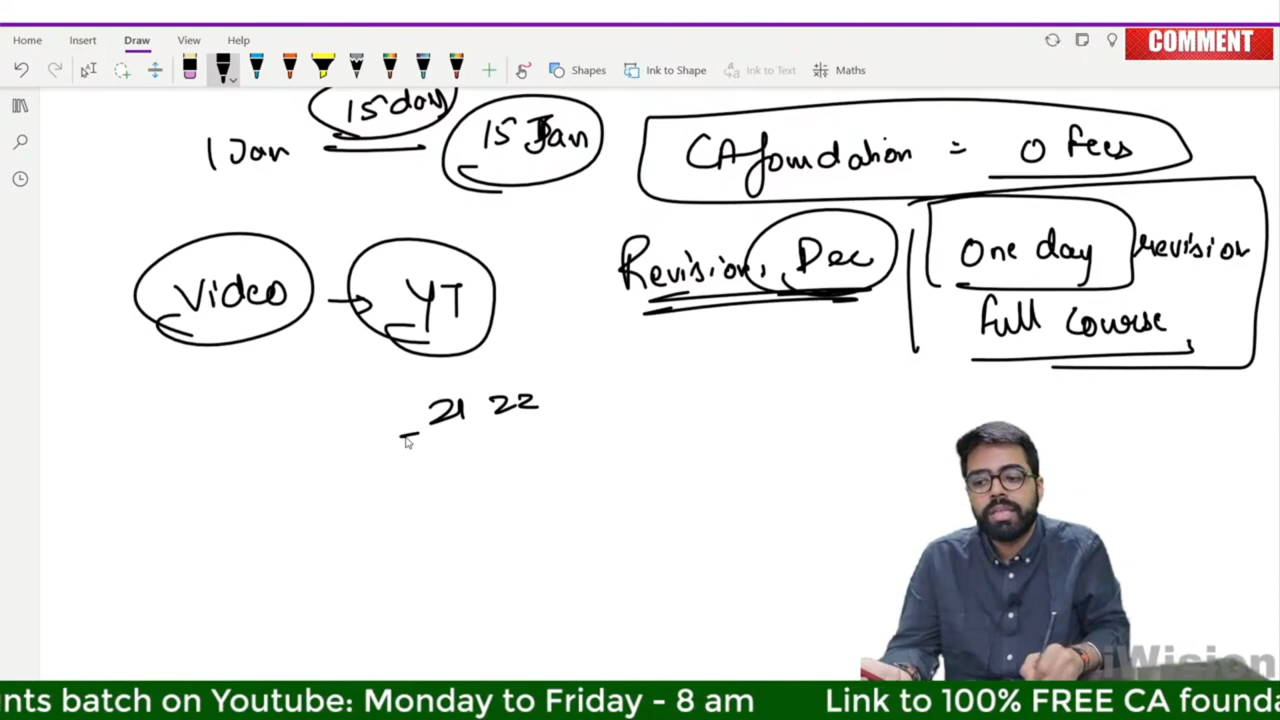 Home Insert Draw View Help
COMMENT
Shapes Ink to Shape Ink to Text Maths
15 day
1 Jan
15 Jan
CA foundation = 0 fees
Revision, Dec
One day revision
full course
Video → YT
21 22
iWision
nts batch on Youtube: Monday to Friday - 8 am Link to 100% FREE CA founda